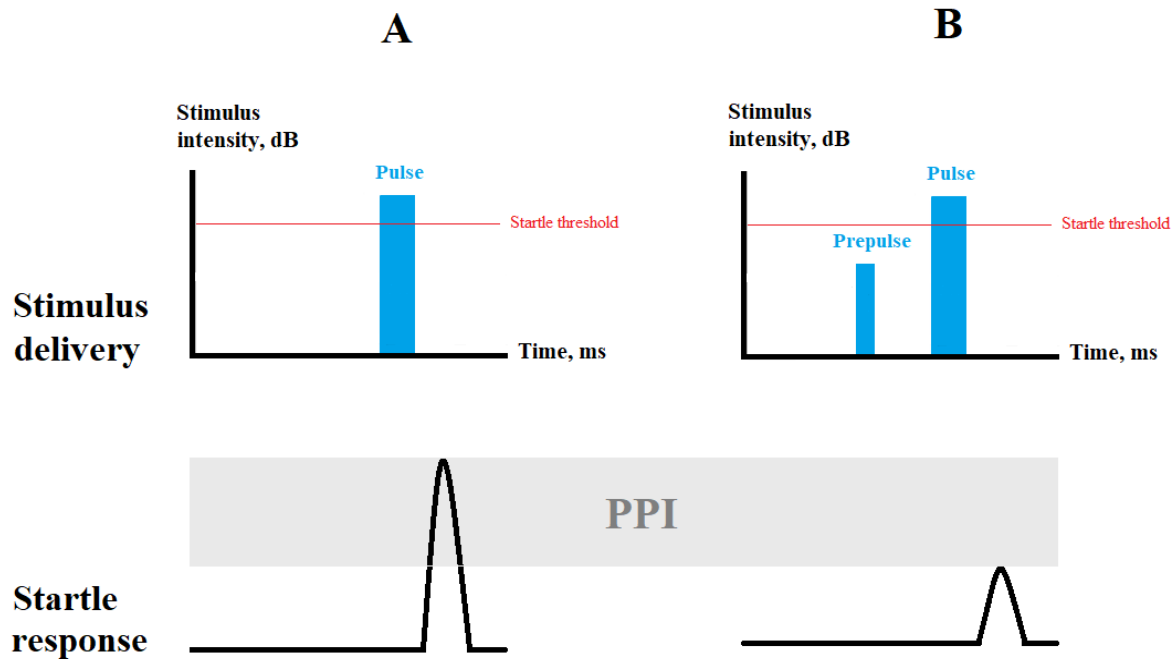 A
B
Stimulus
intensity, dB
Stimulus
intensity, dB
Pulse
Pulse
Startle threshold
Startle threshold
Prepulse
Stimulus
delivery
Time, ms
Time, ms
PPI
Startle
response